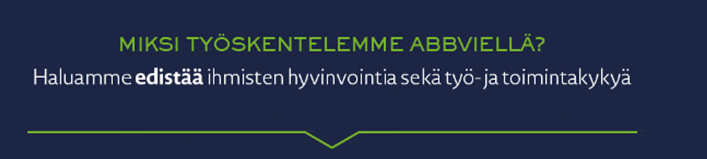 MIKSI TYÖSKENTELEMME ABBVIELLÄ?
Haluamme edistää ihmisten hyvinvointia sekä työ- ja toimintakykyä